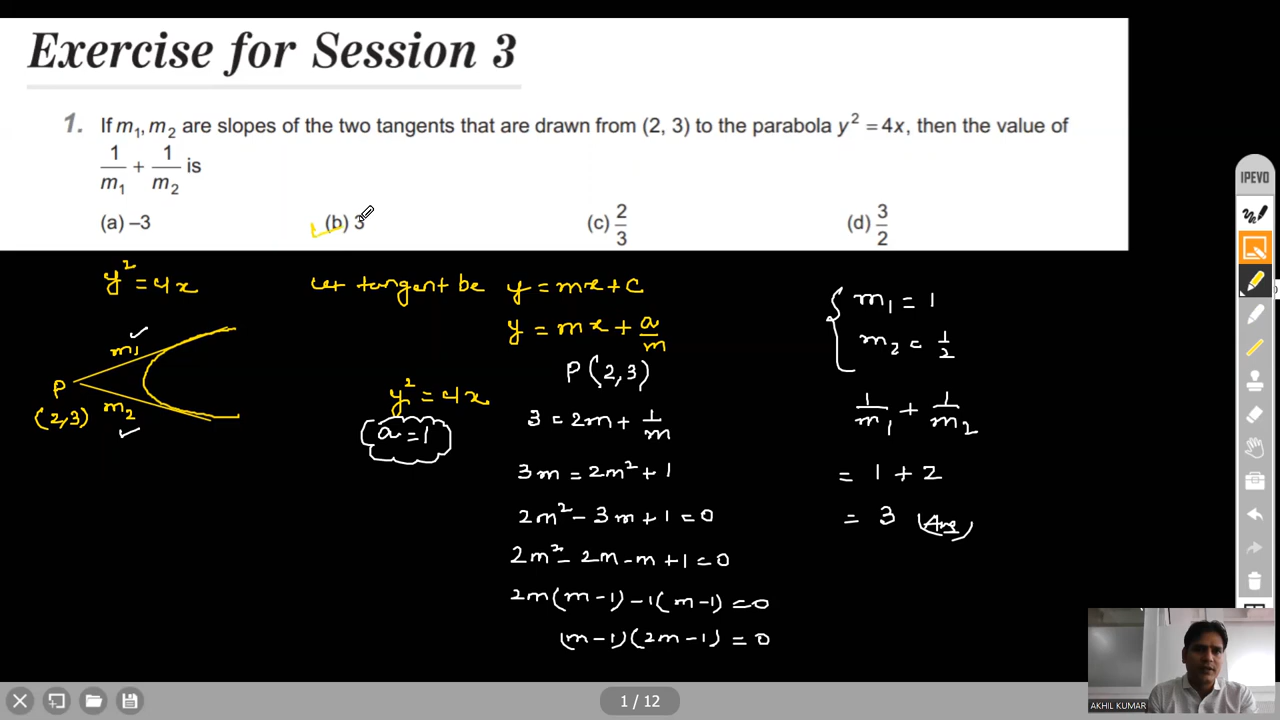 Exercise for Session 3
1. If m₁, m₂ are slopes of the two tangents that are drawn from (2, 3) to the parabola y² = 4x, then the value of
1/m₁ + 1/m₂ is
(a) –3 (b) 3 (c) 2/3 (d) 3/2
y² = 4x
m₁
P
(2,3)
m₂
Let tangent be y = mx + c
y = mx + a/m
P(2,3)
y² = 4x
a = 1
3 = 2m + 1/m
3m = 2m² + 1
2m² - 3m + 1 = 0
2m² - 2m - m + 1 = 0
2m(m-1) -1(m-1) = 0
(m-1)(2m-1) = 0
m₁ = 1
m₂ = 1/2
1/m₁ + 1/m₂
= 1 + 2
= 3 (Ans)
IPEVO
AKHIL KUMAR
1 / 12